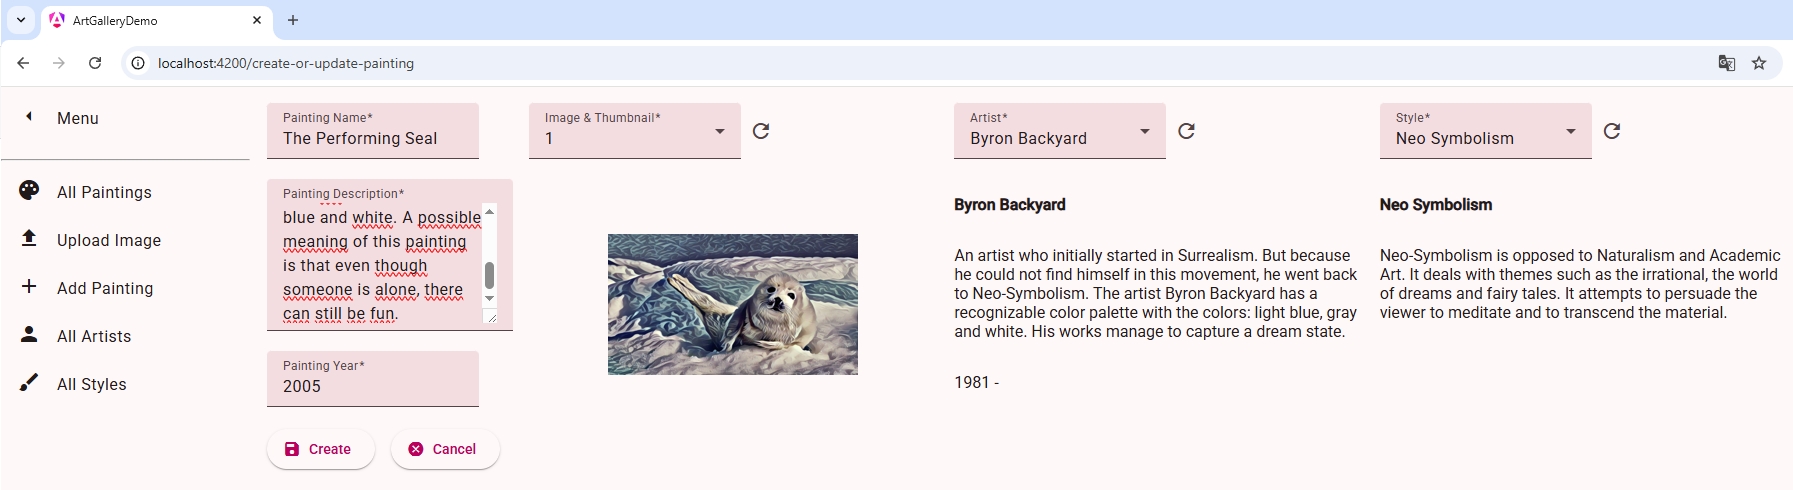 ArtGalleryDemo
localhost:4200/create-or-update-painting
Menu
All Paintings
Upload Image
Add Painting
All Artists
All Styles
Painting Name*
The Performing Seal
Painting Description*
blue and white. A possible
meaning of this painting
is that even though
someone is alone, there
can still be fun.
Painting Year*
2005
Create
Cancel
Image & Thumbnail*
1
Artist*
Byron Backyard
Byron Backyard
An artist who initially started in Surrealism. But because
he could not find himself in this movement, he went back
to Neo-Symbolism. The artist Byron Backyard has a
recognizable color palette with the colors: light blue, gray
and white. His works manage to capture a dream state.
1981 -
Style*
Neo Symbolism
Neo Symbolism
Neo-Symbolism is opposed to Naturalism and Academic
Art. It deals with themes such as the irrational, the world
of dreams and fairy tales. It attempts to persuade the
viewer to meditate and to transcend the material.